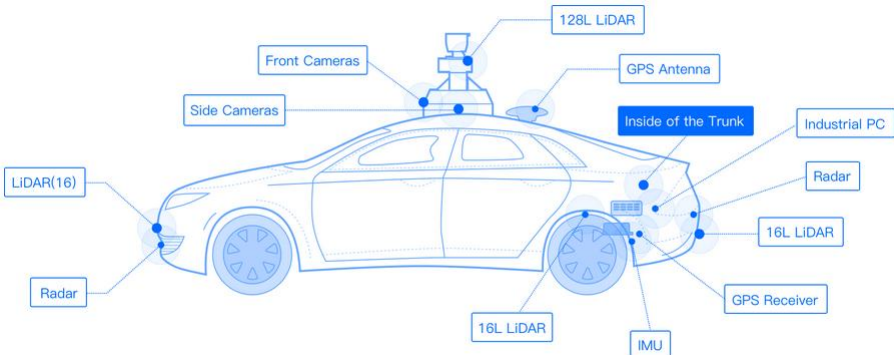 128L LiDAR
Front Cameras
GPS Antenna
Side Cameras
Inside of the Trunk
Industrial PC
LiDAR(16)
Radar
16L LiDAR
Radar
GPS Receiver
16L LiDAR
IMU